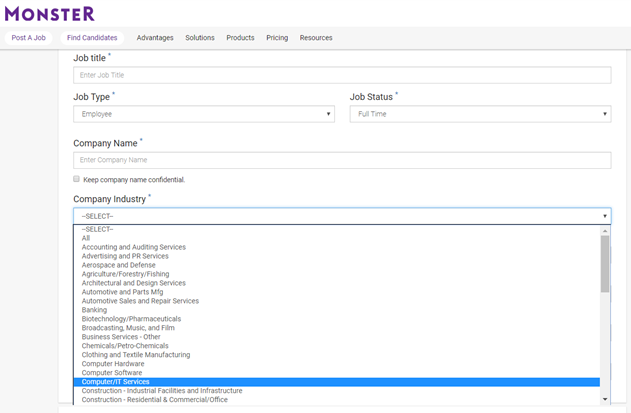 MONSTER
Post A Job Find Candidates Advantages Solutions Products Pricing Resources
Job title *
Enter Job Title
Job Type * Job Status *
Employee Full Time
Company Name *
Enter Company Name
Keep company name confidential.
Company Industry *
--SELECT--
--SELECT--
All
Accounting and Auditing Services
Advertising and PR Services
Aerospace and Defense
Agriculture/Forestry/Fishing
Architectural and Design Services
Automotive and Parts Mfg
Automotive Sales and Repair Services
Banking
Biotechnology/Pharmaceuticals
Broadcasting, Music, and Film
Business Services - Other
Chemicals/Petro-Chemicals
Clothing and Textile Manufacturing
Computer Hardware
Computer Software
Computer/IT Services
Construction - Industrial Facilities and Infrastructure
Construction - Residential & Commercial/Office